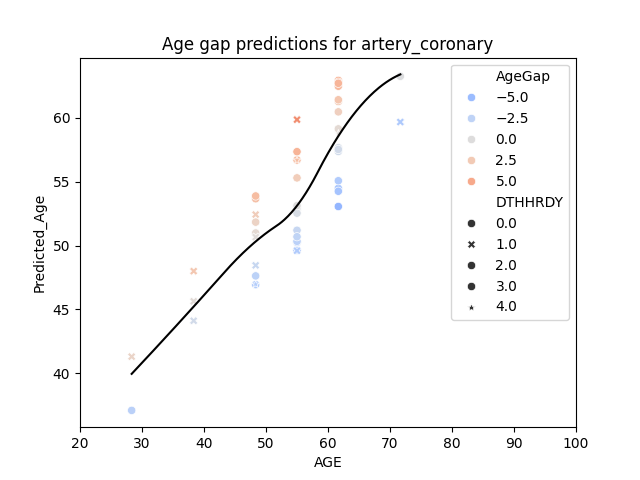 Age gap predictions for artery_coronary
Predicted_Age
60
55
50
45
40
20 30 40 50 60 70 80 90 100
AGE
AgeGap
−5.0
−2.5
0.0
2.5
5.0
DTHHRDY
0.0
1.0
2.0
3.0
4.0